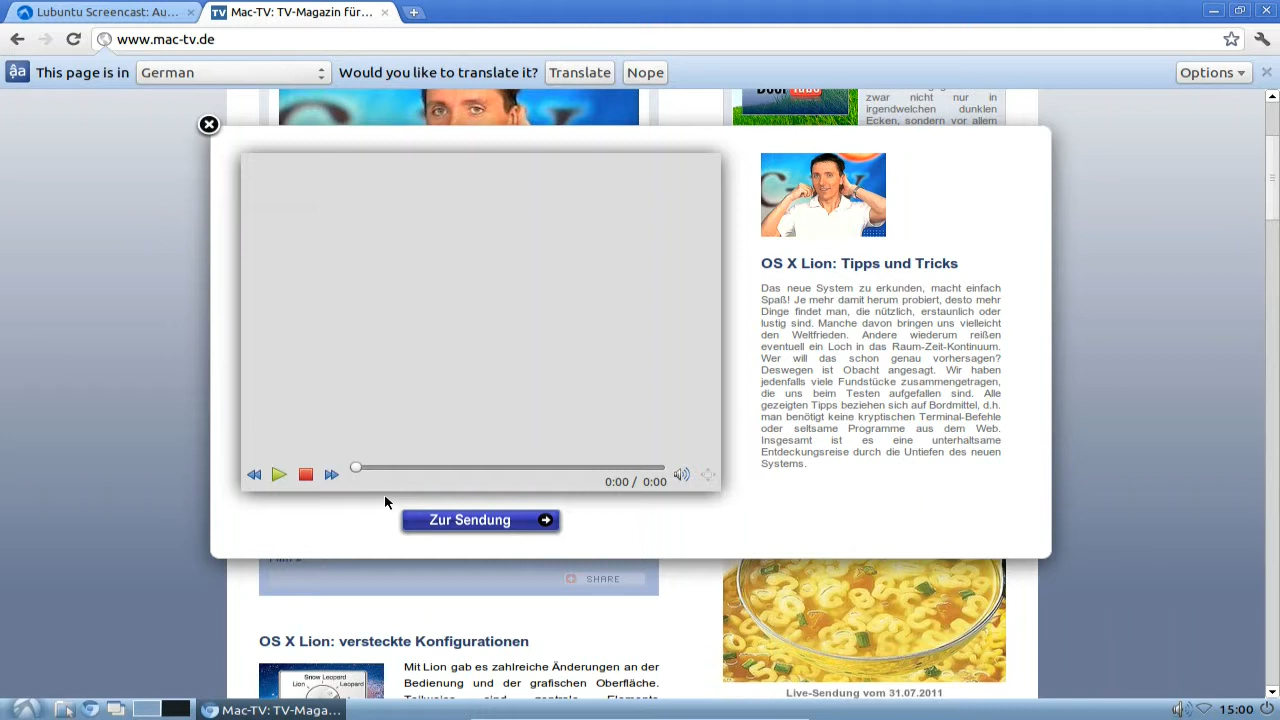 Lubuntu Screencast: Au...
TV Mac-TV: TV-Magazin für...
www.mac-tv.de
This page is in German Would you like to translate it? Translate Nope Options
zwar nicht nur in
irgendwelchen dunklen
Ecken, sondern vor allem
OS X Lion: Tipps und Tricks
Das neue System zu erkunden, macht einfach
Spaß! Je mehr damit herum probiert, desto mehr
Dinge findet man, die nützlich, erstaunlich oder
lustig sind. Manche davon bringen uns vielleicht
den Weltfrieden. Andere wiederum reißen
eventuell ein Loch in das Raum-Zeit-Kontinuum.
Wer will das schon genau vorhersagen?
Deswegen ist Obacht angesagt. Wir haben
jedenfalls viele Fundstücke zusammengetragen,
die uns beim Testen aufgefallen sind. Alle
gezeigten Tipps beziehen sich auf Bordmittel, d.h.
man benötigt keine kryptischen Terminal-Befehle
oder seltsame Programme aus dem Web.
Insgesamt ist es eine unterhaltsame
Entdeckungsreise durch die Untiefen des neuen
Systems.
0:00 / 0:00
Zur Sendung
SHARE
OS X Lion: versteckte Konfigurationen
Mit Lion gab es zahlreiche Änderungen an der
Bedienung und der grafischen Oberfläche.
Snow Leopard
Lion
Leopard
Live-Sendung vom 31.07.2011
Mac-TV: TV-Maga...
15:00